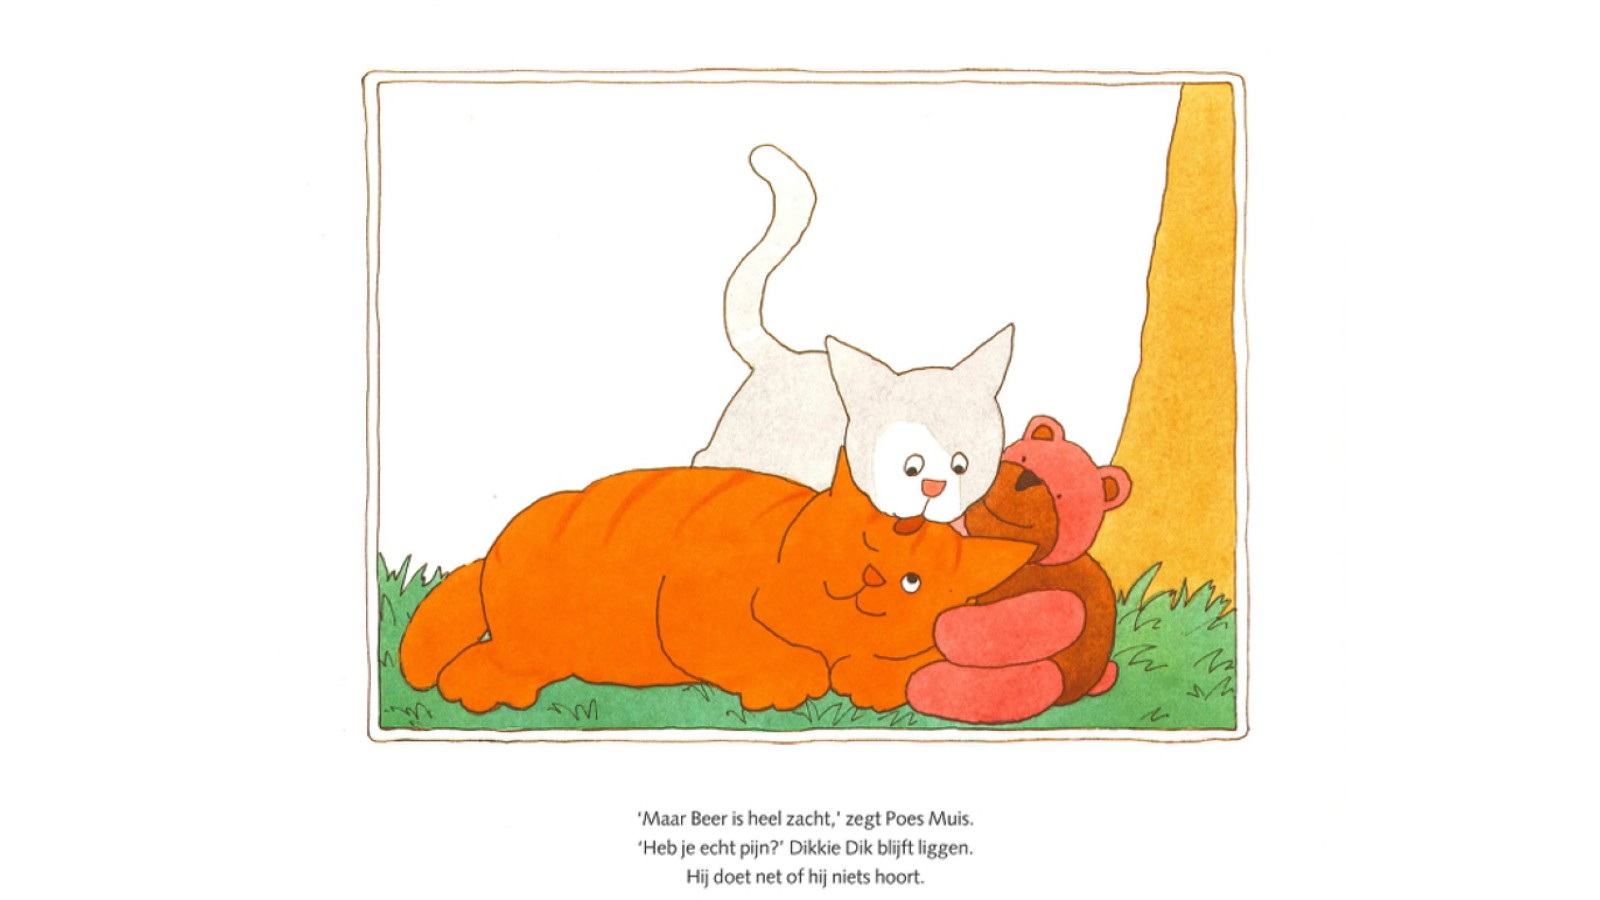 ‘Maar Beer is heel zacht,’ zegt Poes Muis.
‘Heb je echt pijn?’ Dikkie Dik blijft liggen.
Hij doet net of hij niets hoort.